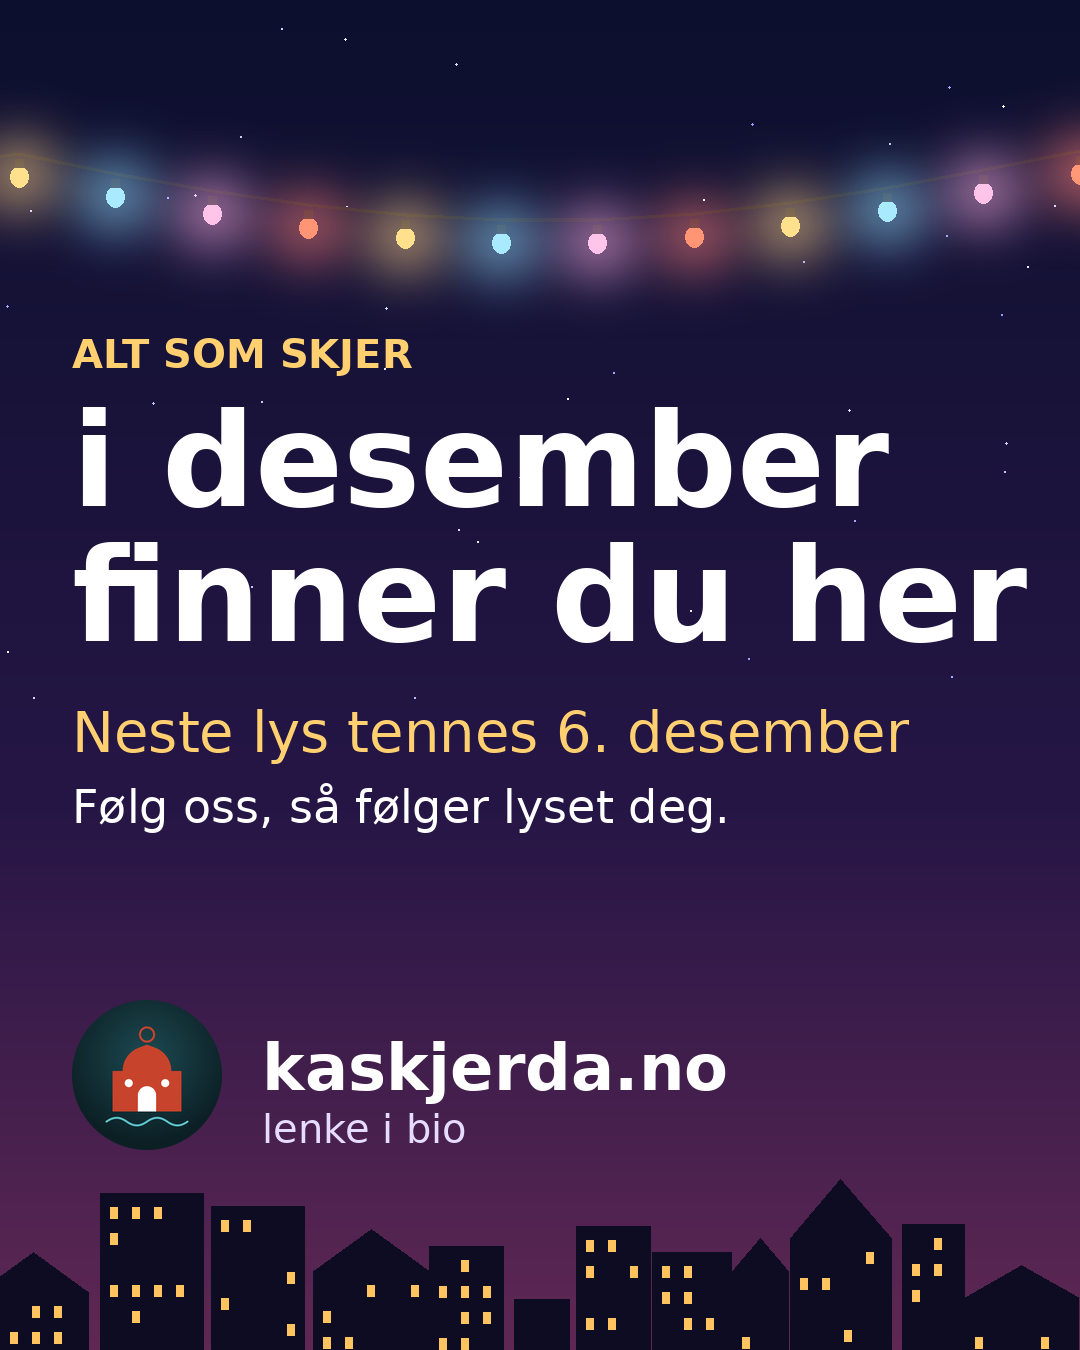 ALT SOM SKJER
i desember
finner du her
Neste lys tennes 6. desember
Følg oss, så følger lyset deg.
kaskjerda.no
lenke i bio